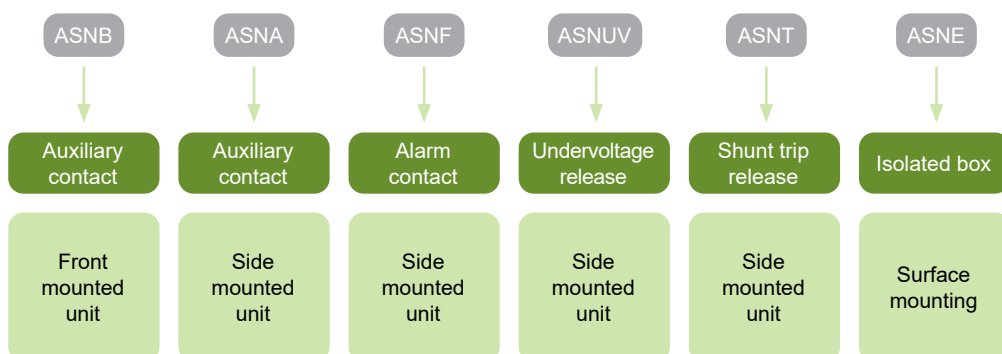 ASNB
ASNA
ASNF
ASNUV
ASNT
ASNE
Auxiliary
contact
Auxiliary
contact
Alarm
contact
Undervoltage
release
Shunt trip
release
Isolated box
Front
mounted
unit
Side
mounted
unit
Side
mounted
unit
Side
mounted
unit
Side
mounted
unit
Surface
mounting